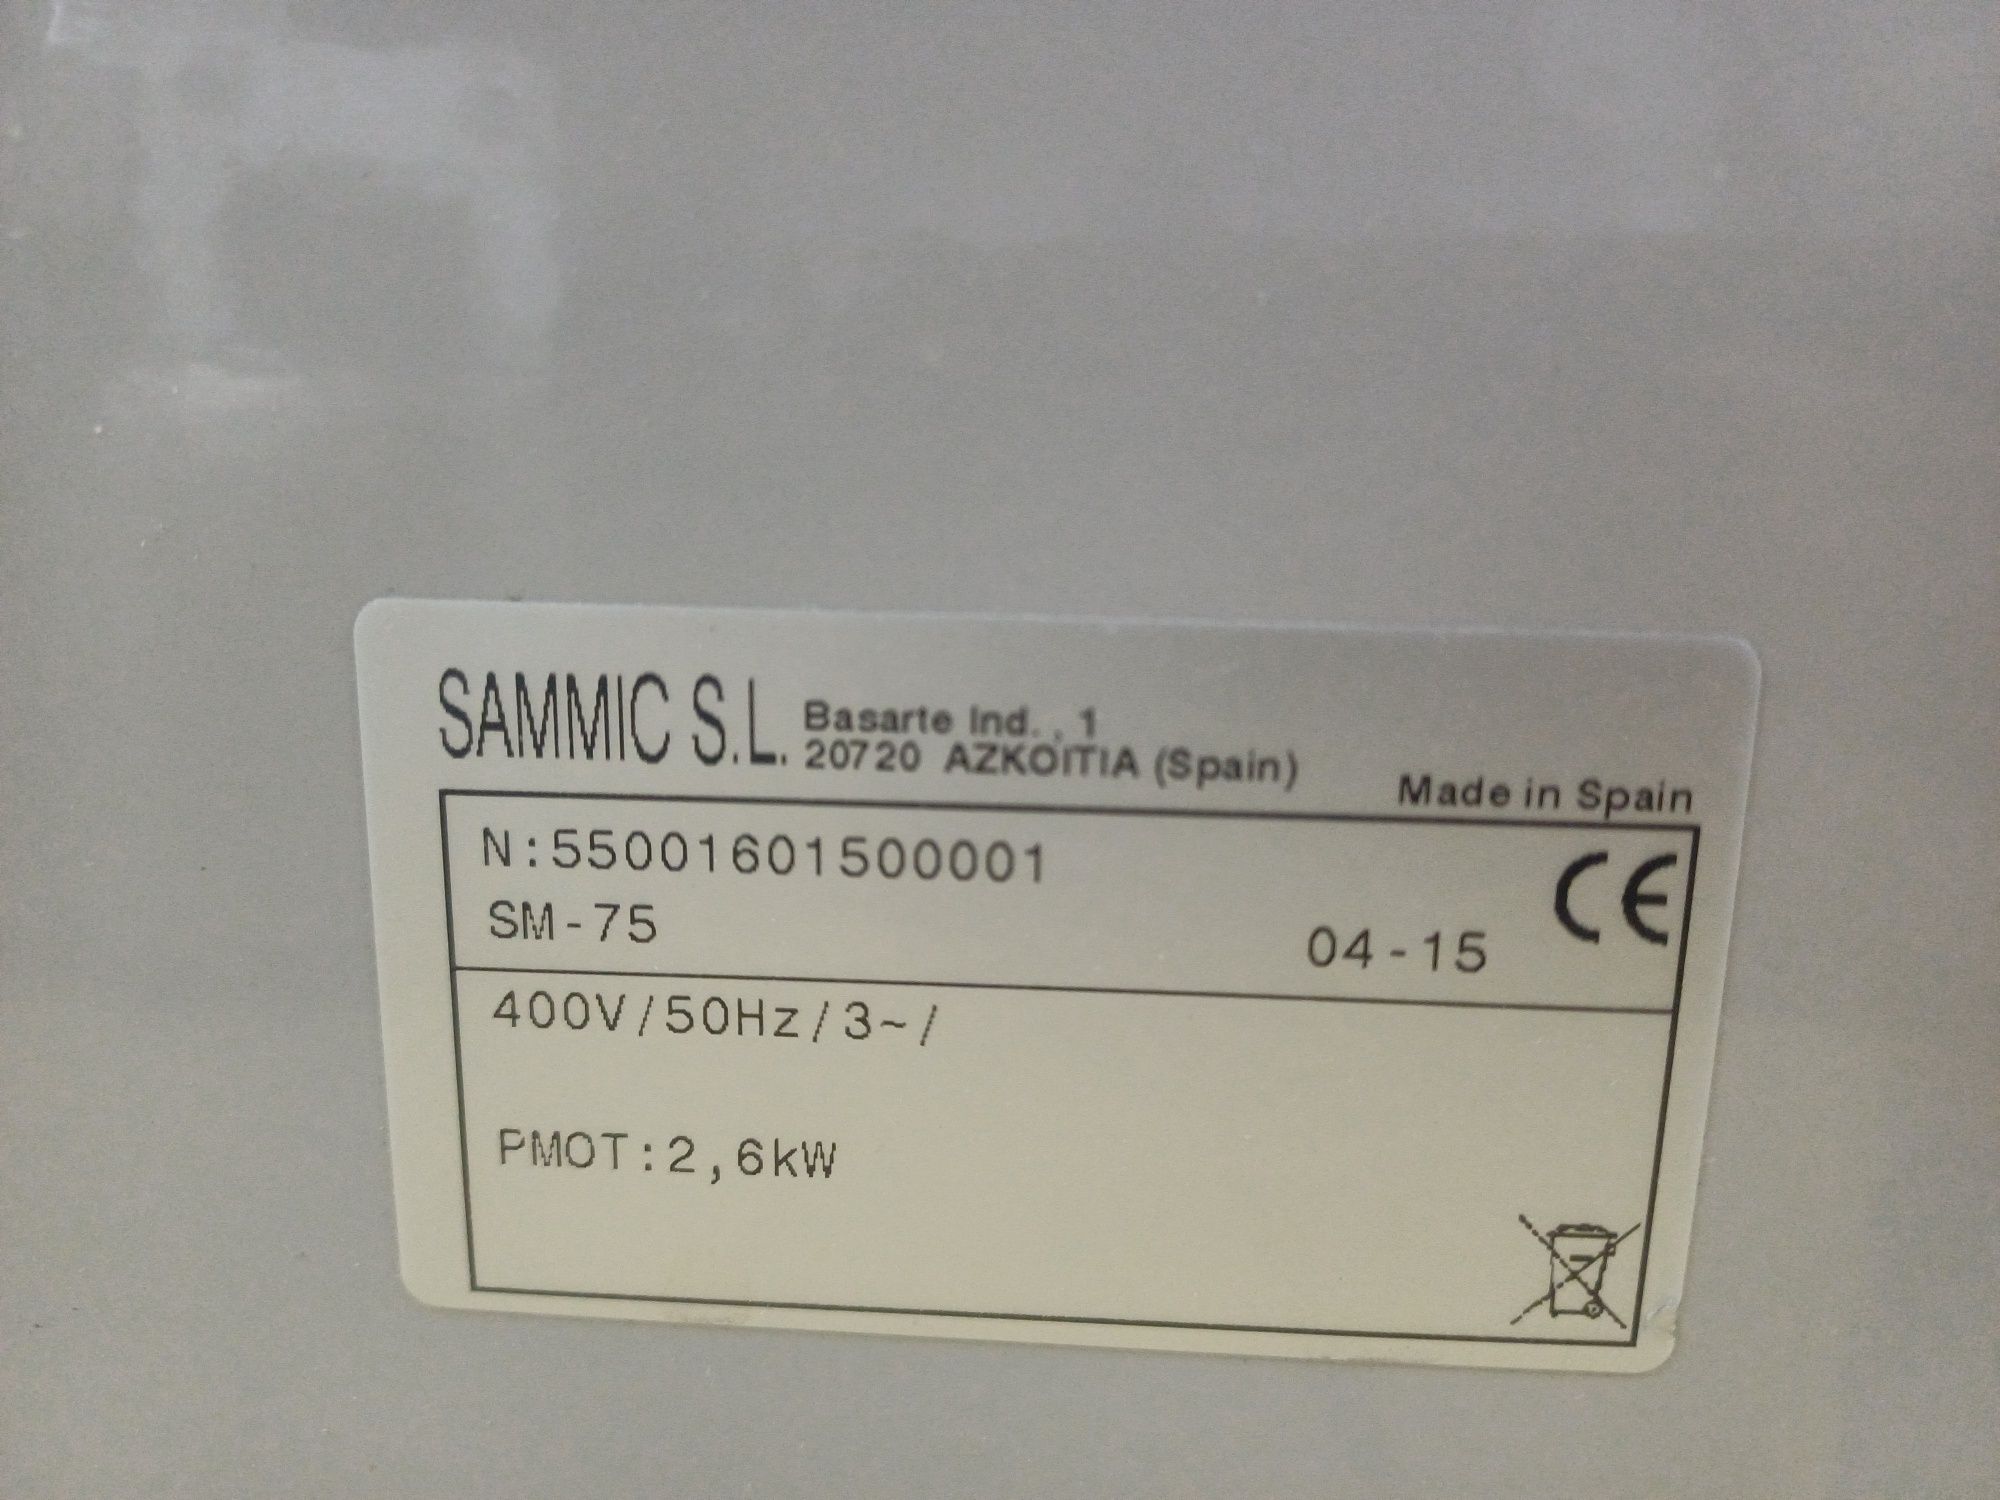 SAMMIC S.L. Basarte Ind. , 1
20720 AZKOITIA (Spain)
Made in Spain
N:55001601500001
SM-75
04-15
CE
400V/50Hz/3~/
PMOT:2,6kW